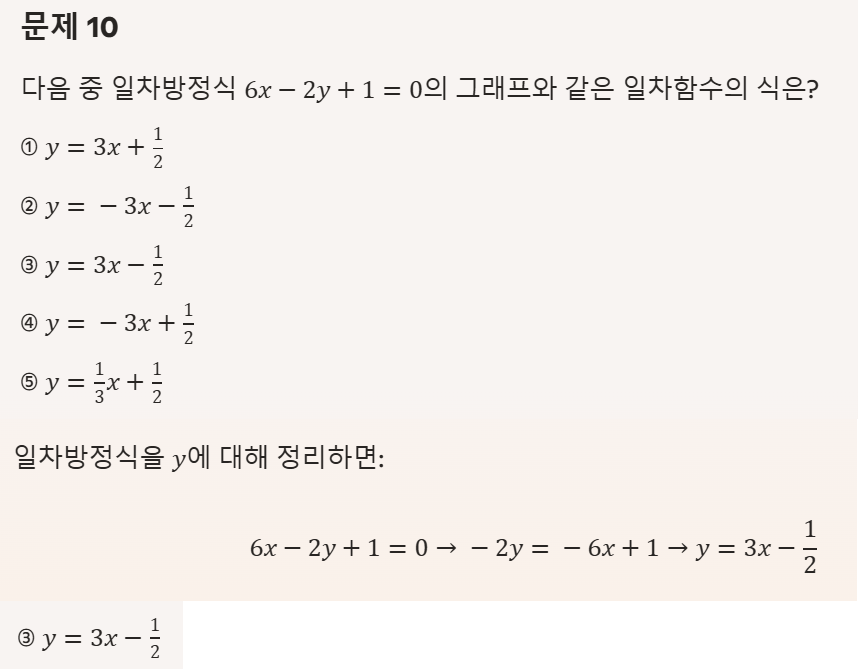 문제 10
다음 중 일차방정식 6x − 2y + 1 = 0의 그래프와 같은 일차함수의 식은?
① y = 3x + 1/2
② y = − 3x − 1/2
③ y = 3x − 1/2
④ y = − 3x + 1/2
⑤ y = 1/3x + 1/2
일차방정식을 y에 대해 정리하면:
6x − 2y + 1 = 0 → − 2y = − 6x + 1 → y = 3x − 1/2
③ y = 3x − 1/2